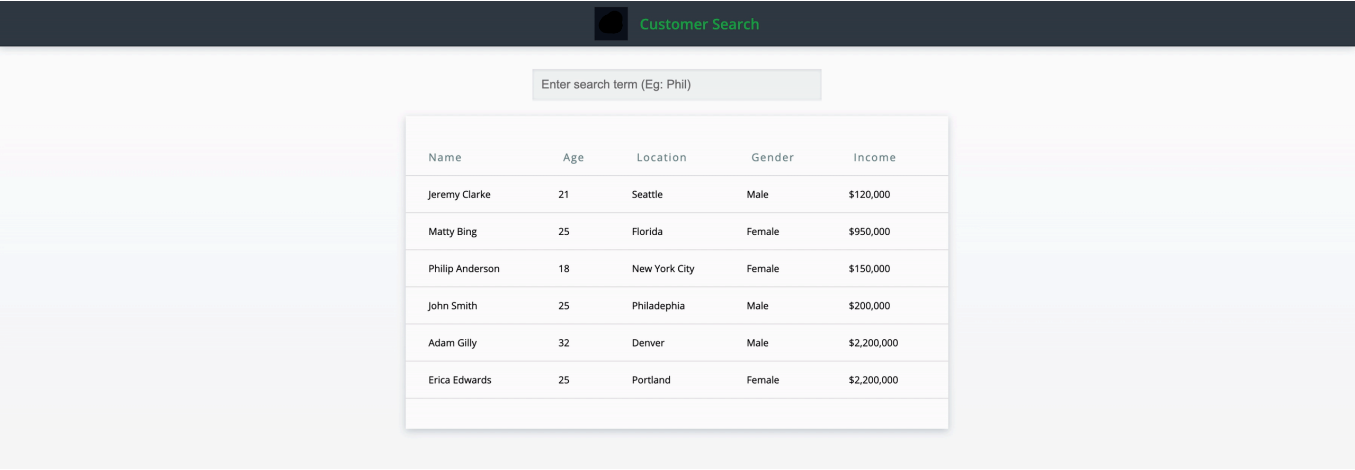 Customer Search
Enter search term (Eg: Phil)
Name Age Location Gender Income
Jeremy Clarke 21 Seattle Male $120,000
Matty Bing 25 Florida Female $950,000
Philip Anderson 18 New York City Female $150,000
John Smith 25 Philadephia Male $200,000
Adam Gilly 32 Denver Male $2,200,000
Erica Edwards 25 Portland Female $2,200,000